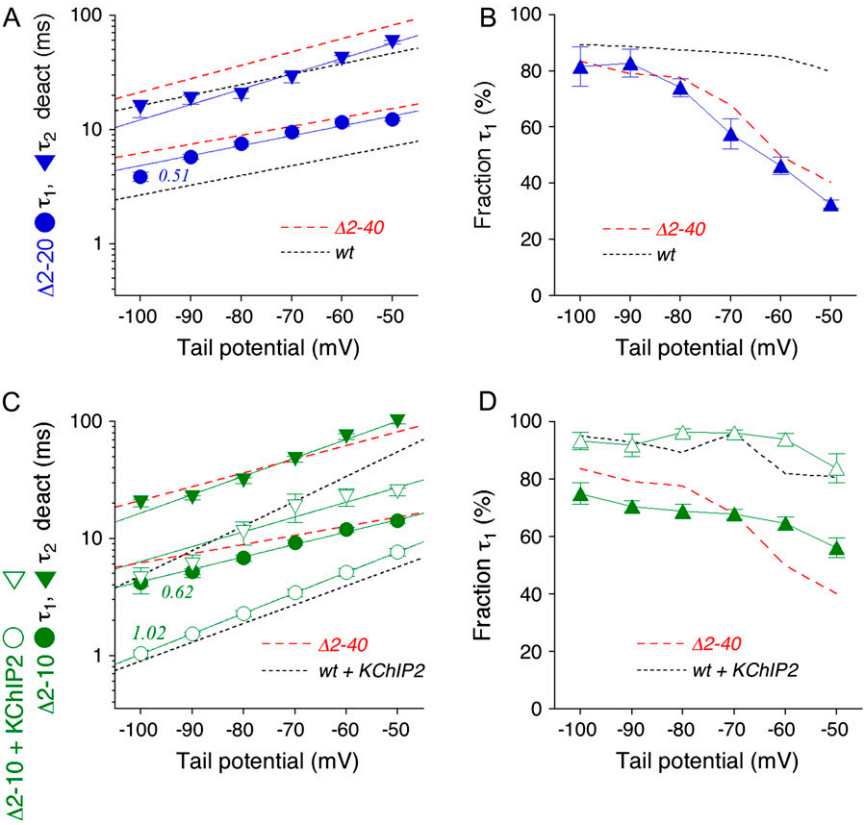 A
Δ2-20 ● τ1, ▼ τ2 deact (ms)
100
10
1
0.51
Δ2-40
wt
-100 -90 -80 -70 -60 -50
Tail potential (mV)
B
Fraction τ1 (%)
100
80
60
40
20
0
Δ2-40
wt
-100 -90 -80 -70 -60 -50
Tail potential (mV)
C
Δ2-10 + KChIP2 ○ ▽
Δ2-10 ● τ1, ▼ τ2 deact (ms)
100
10
1
0.62
1.02
Δ2-40
wt + KChIP2
-100 -90 -80 -70 -60 -50
Tail potential (mV)
D
Fraction τ1 (%)
100
80
60
40
20
0
Δ2-40
wt + KChIP2
-100 -90 -80 -70 -60 -50
Tail potential (mV)